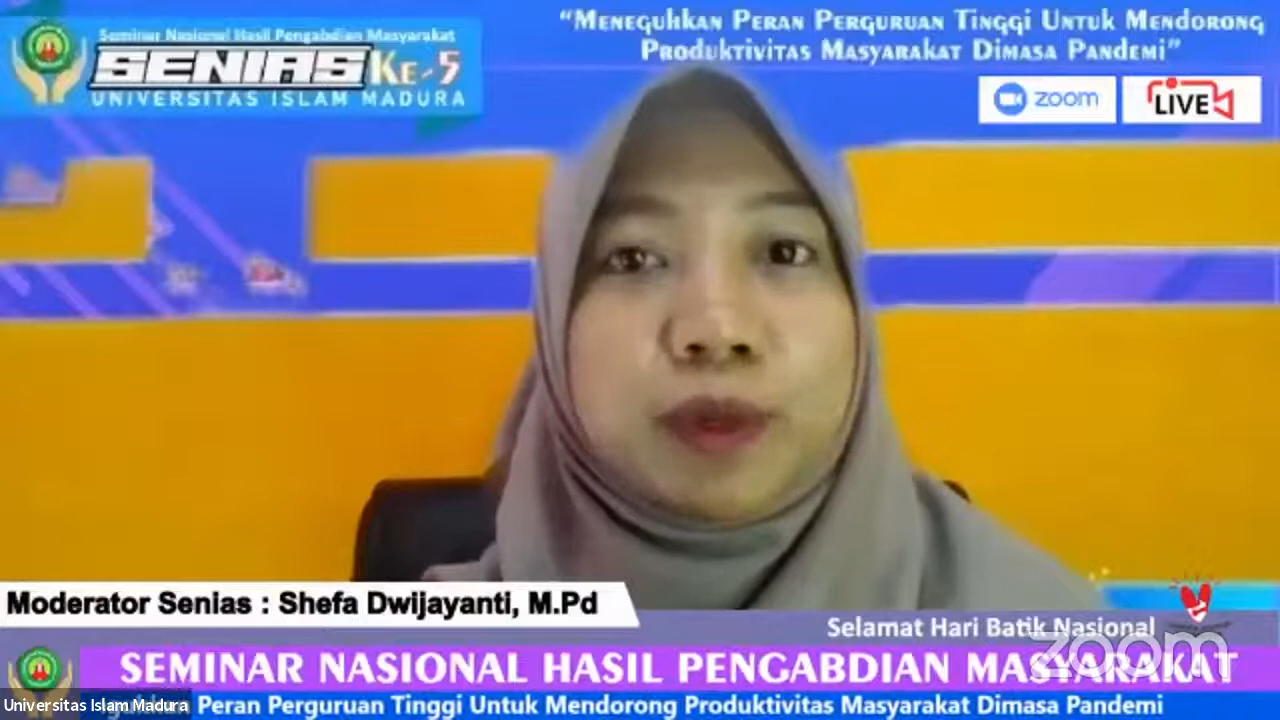 Seminar Nasional Hasil Pengabdian Masyarakat
SENIAS Ke-5
UNIVERSITAS ISLAM MADURA
“Meneguhkan Peran Perguruan Tinggi Untuk Mendorong
Produktivitas Masyarakat Dimasa Pandemi”
zoom
LIVE
Moderator Senias : Shefa Dwijayanti, M.Pd
Selamat Hari Batik Nasional
zoom
SEMINAR NASIONAL HASIL PENGABDIAN MASYARAKAT
Universitas Islam Madura
Peran Perguruan Tinggi Untuk Mendorong Produktivitas Masyarakat Dimasa Pandemi